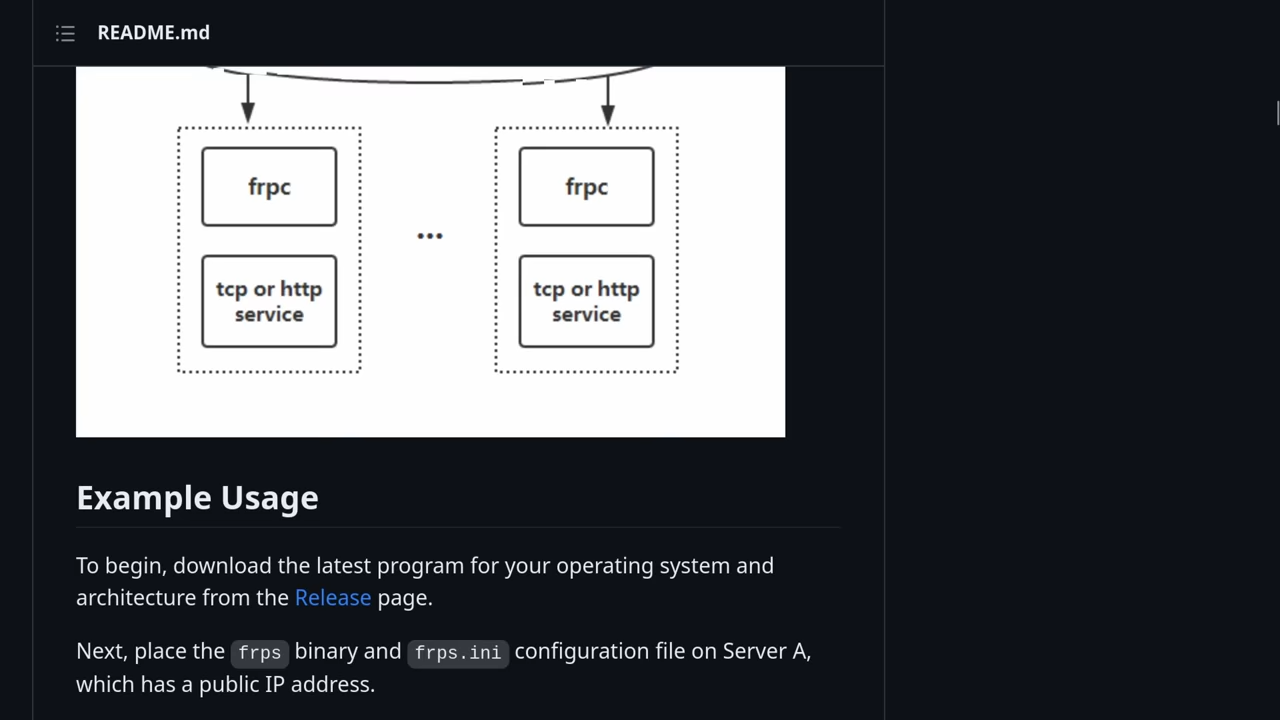 README.md
frpc
frpc
...
tcp or http
service
tcp or http
service
Example Usage
To begin, download the latest program for your operating system and
architecture from the Release page.
Next, place the frps binary and frps.ini configuration file on Server A,
which has a public IP address.